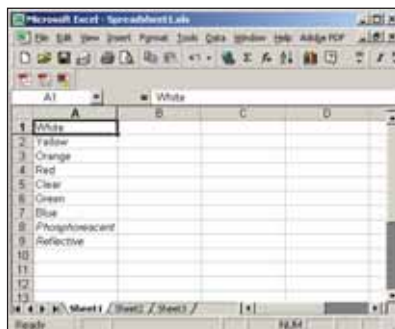 Microsoft Excel - Spreadsheet1.xls
File Edit View Insert Format Tools Data Window Help Adobe PDF
A1 = White
A B C D
1 White
2 Yellow
3 Orange
4 Red
5 Clear
6 Green
7 Blue
8 Phosphorescent
9 Reflective
10
11
12
13
Sheet1 Sheet2 Sheet3
Ready NUM